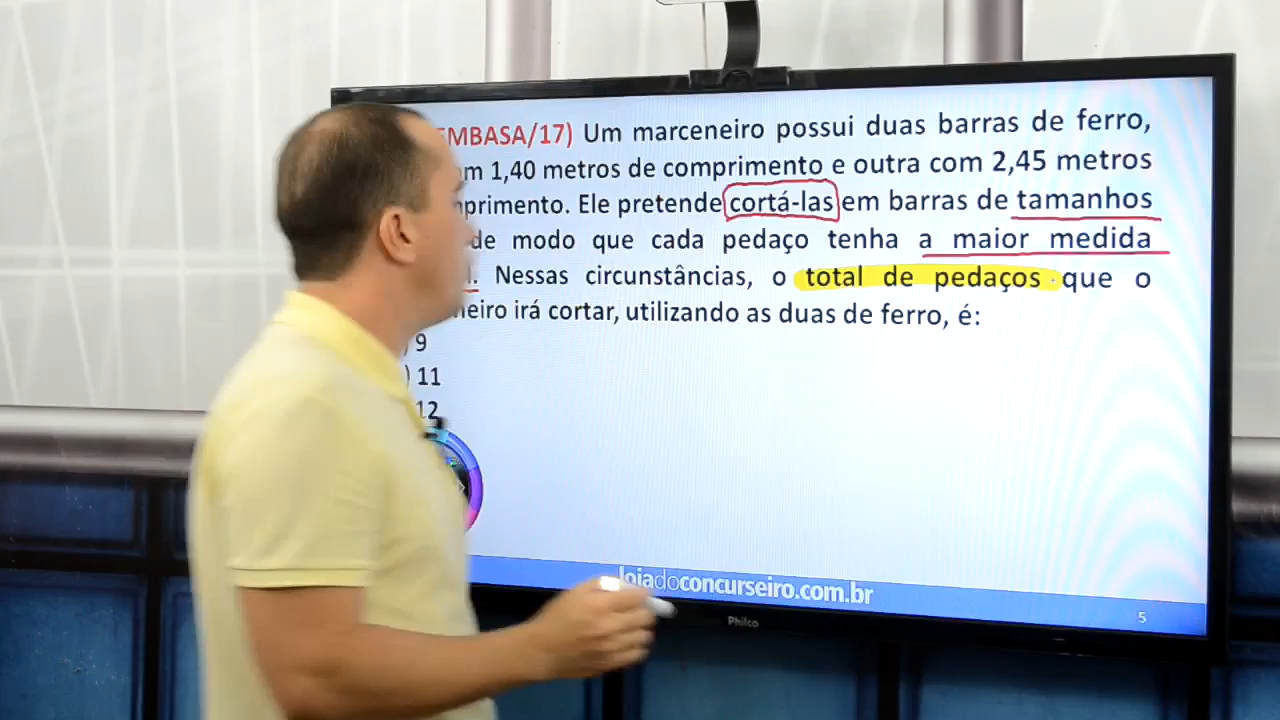 MBASA/17) Um marceneiro possui duas barras de ferro,
m 1,40 metros de comprimento e outra com 2,45 metros
primento. Ele pretende cortá-las em barras de tamanhos
de modo que cada pedaço tenha a maior medida
l. Nessas circunstâncias, o total de pedaços que o
neiro irá cortar, utilizando as duas de ferro, é:
) 9
) 11
12
lojadoconcurseiro.com.br
5
Philco